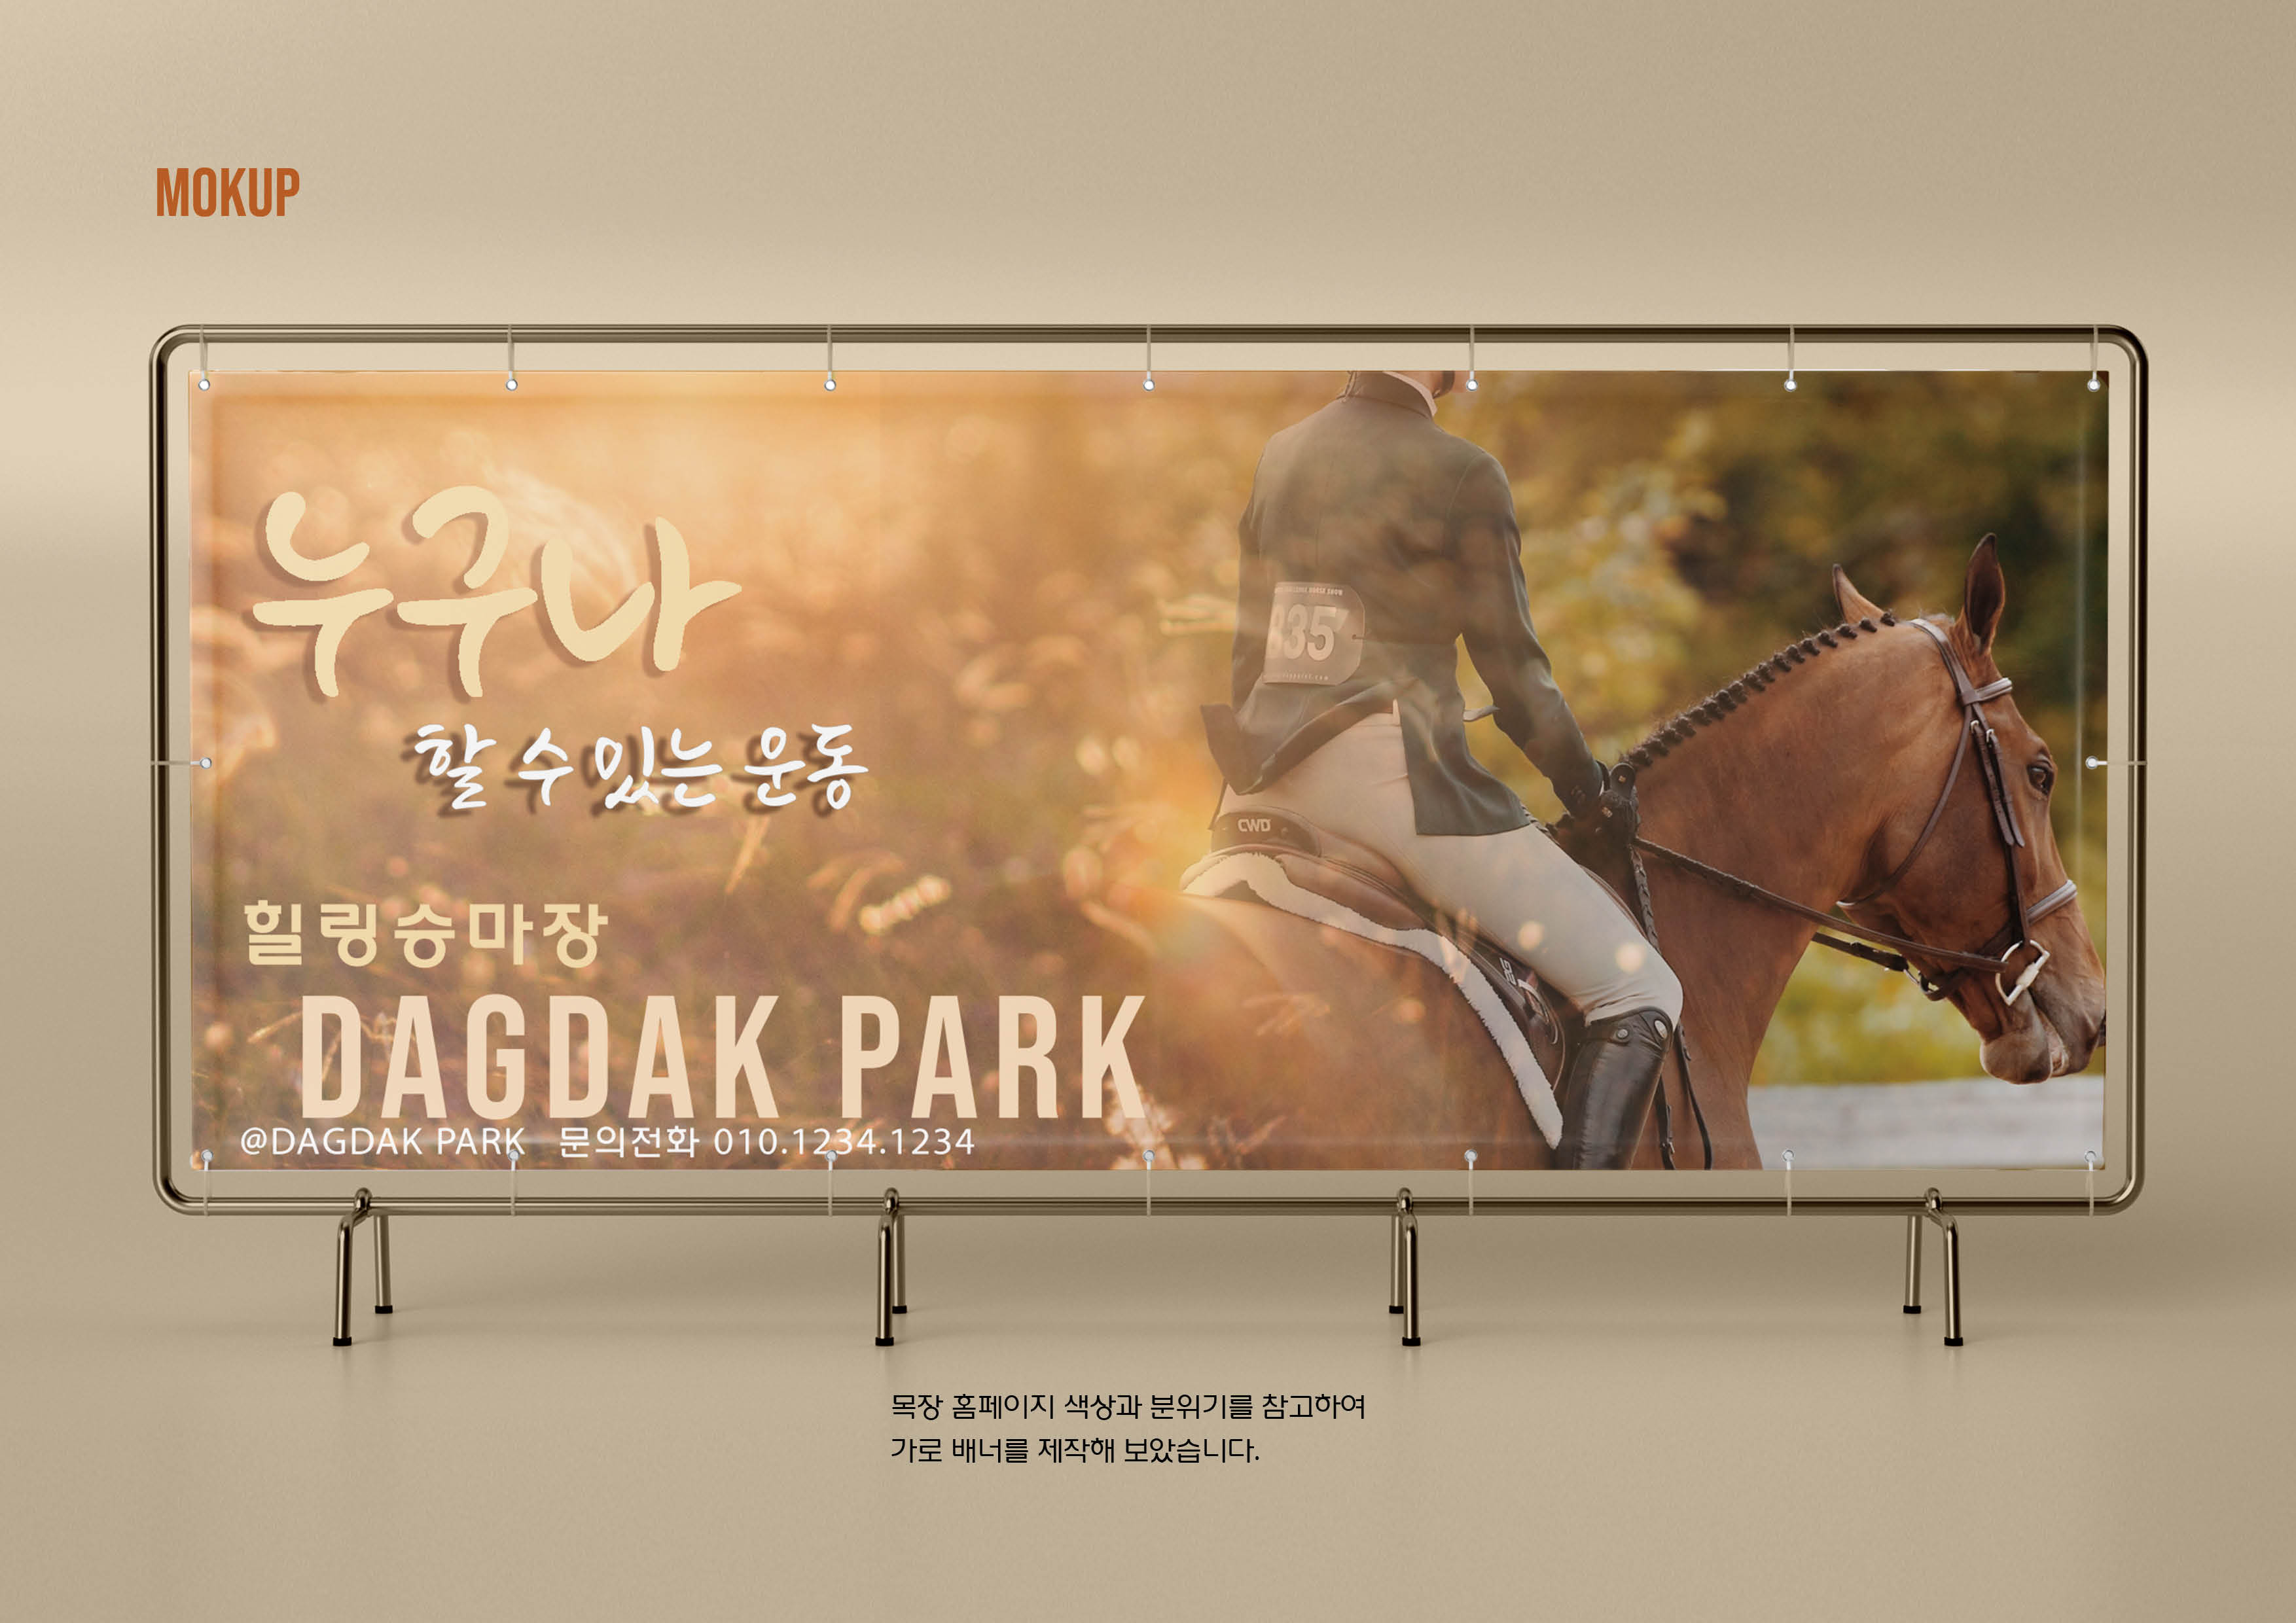 MOKUP
누구나
할 수 있는 운동
335
CWD
힐링승마장
DAGDAK PARK
@DAGDAK PARK 문의전화 010.1234.1234
목장 홈페이지 색상과 분위기를 참고하여
가로 배너를 제작해 보았습니다.